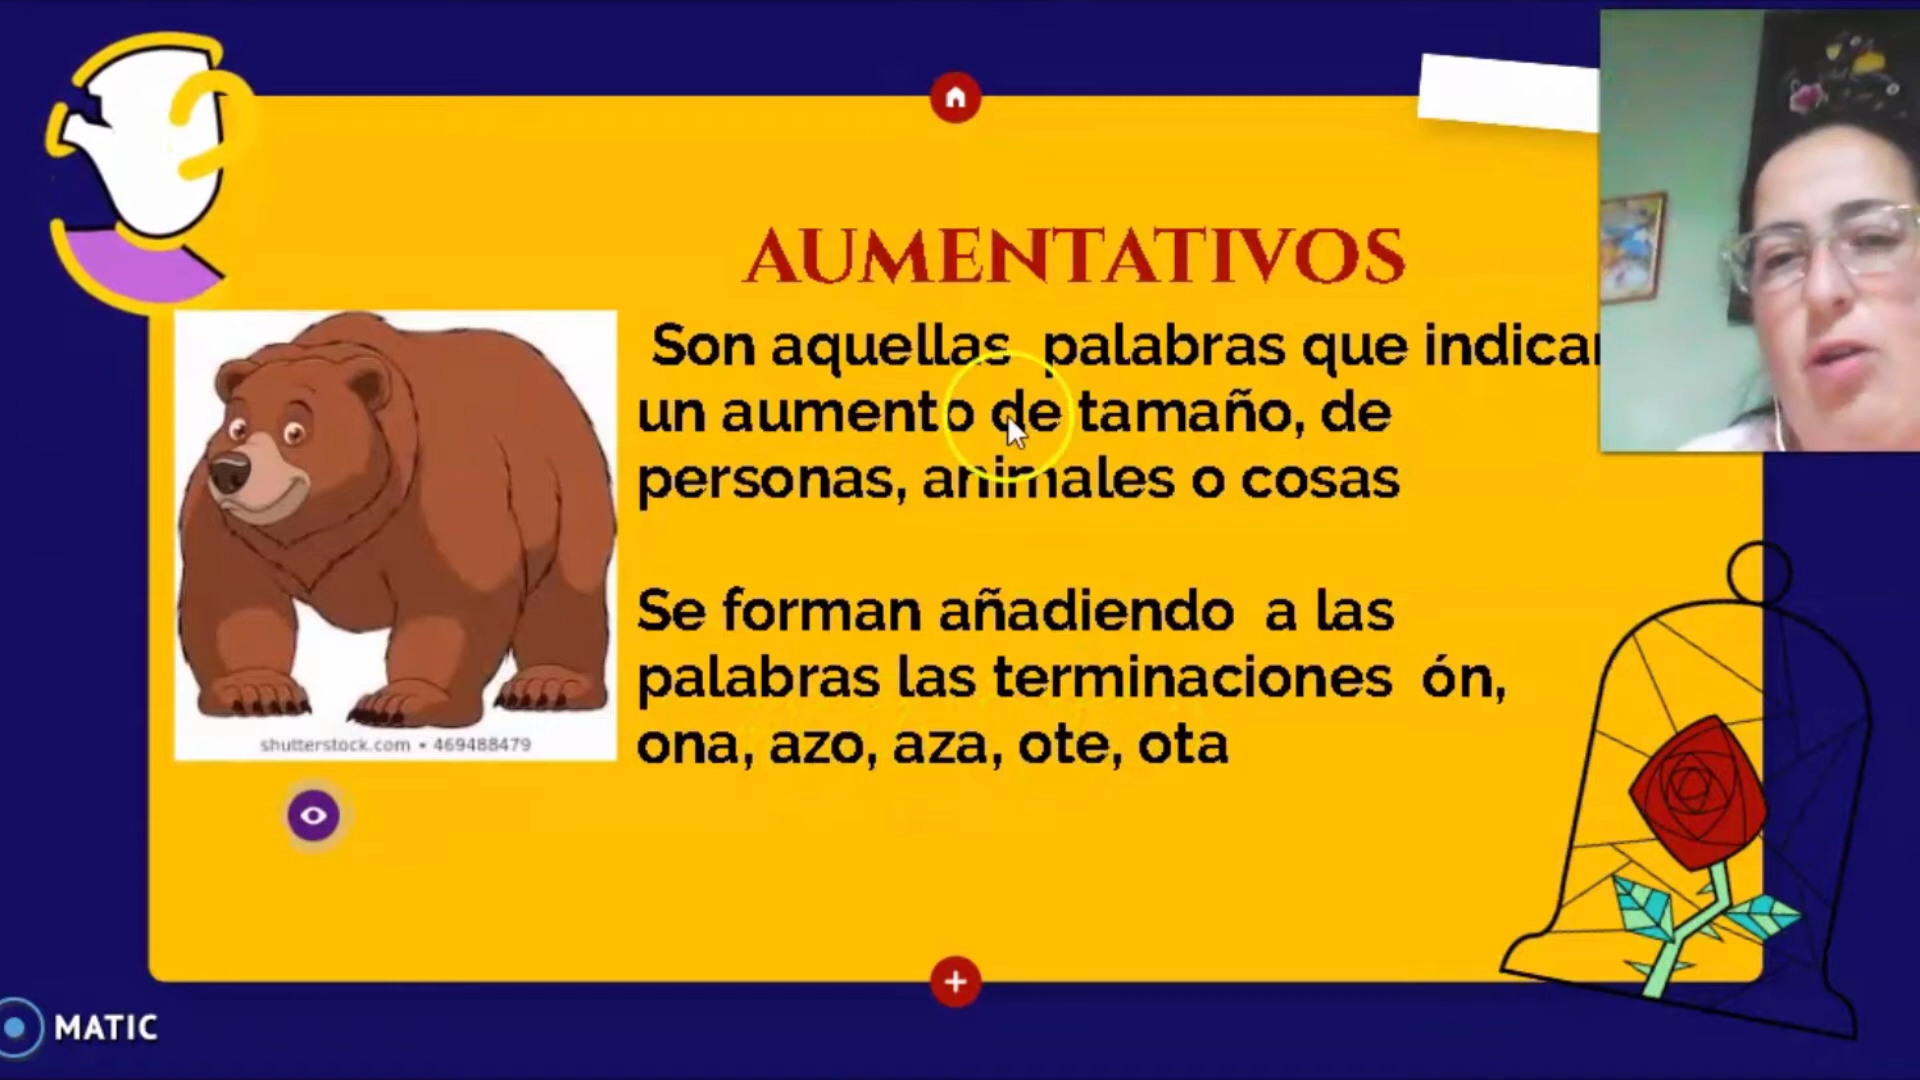 AUMENTATIVOS
Son aquellas palabras que indican
un aumento de tamaño, de
personas, animales o cosas
Se forman añadiendo a las
palabras las terminaciones ón,
ona, azo, aza, ote, ota
shutterstock.com • 469488479
MATIC